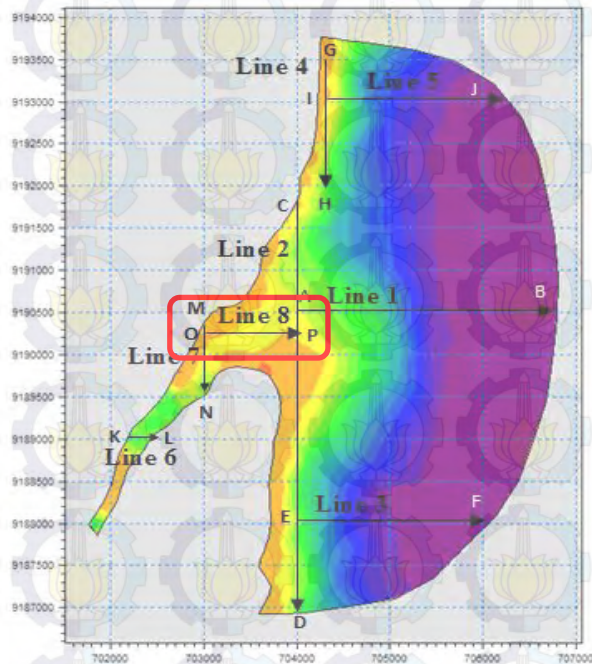 9194000
G
Line 4
Line 5
J
9193500
I
9193000
9192500
9192000
C
H
9191500
Line 2
9191000
M
A
Line 1
B
9190500
Line 8
O
P
9190000
Line 7
9189500
N
9189000
K
L
Line 6
9188500
Line 3
F
E
9188000
9187500
9187000
D
702000
703000
704000
705000
706000
707000